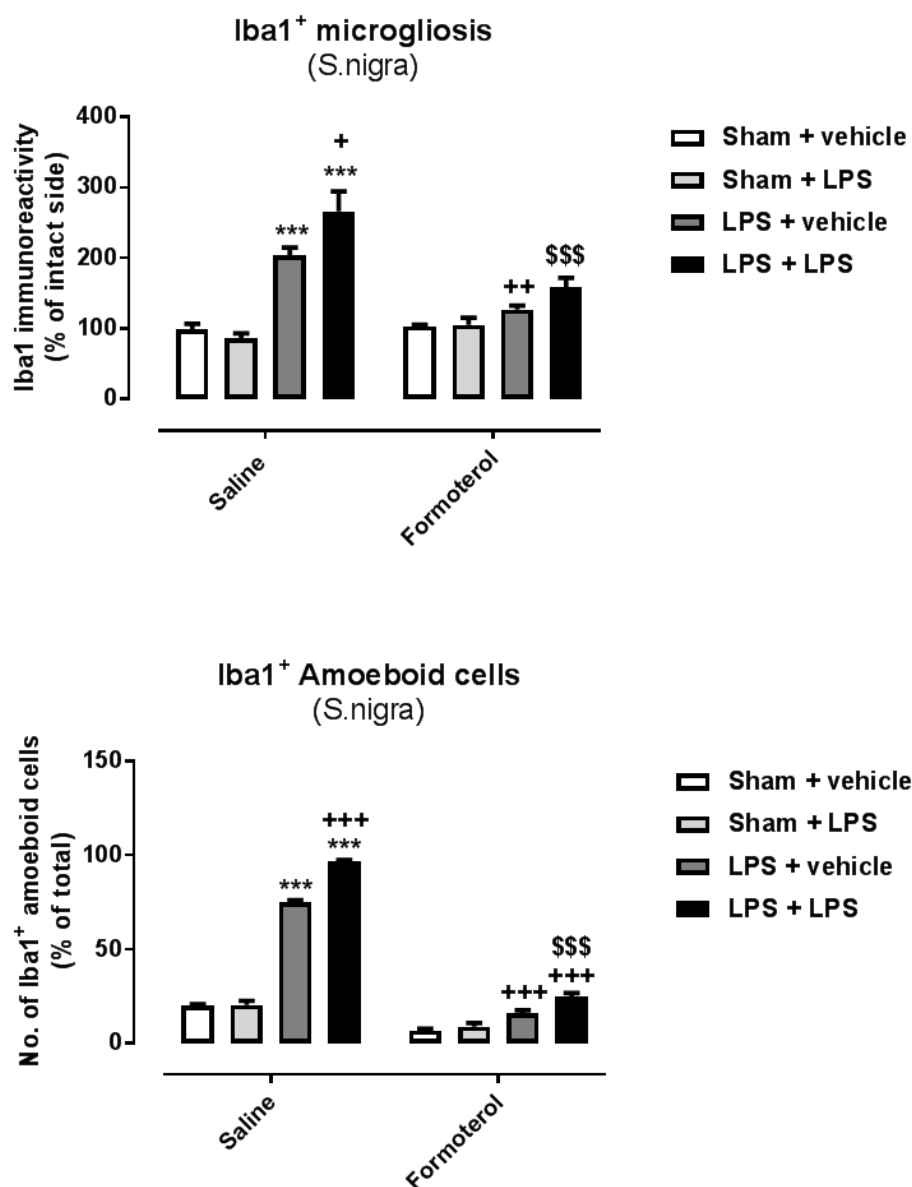 Iba1⁺ microgliosis
(S.nigra)
Iba1 immunoreactivity
(% of intact side)
400
300
200
100
0
***
+
***
++
$$$
Saline
Formoterol
Sham + vehicle
Sham + LPS
LPS + vehicle
LPS + LPS
Iba1⁺ Amoeboid cells
(S.nigra)
No. of Iba1⁺ amoeboid cells
(% of total)
150
100
50
0
***
+++
***
+++
$$$
+++
Saline
Formoterol
Sham + vehicle
Sham + LPS
LPS + vehicle
LPS + LPS